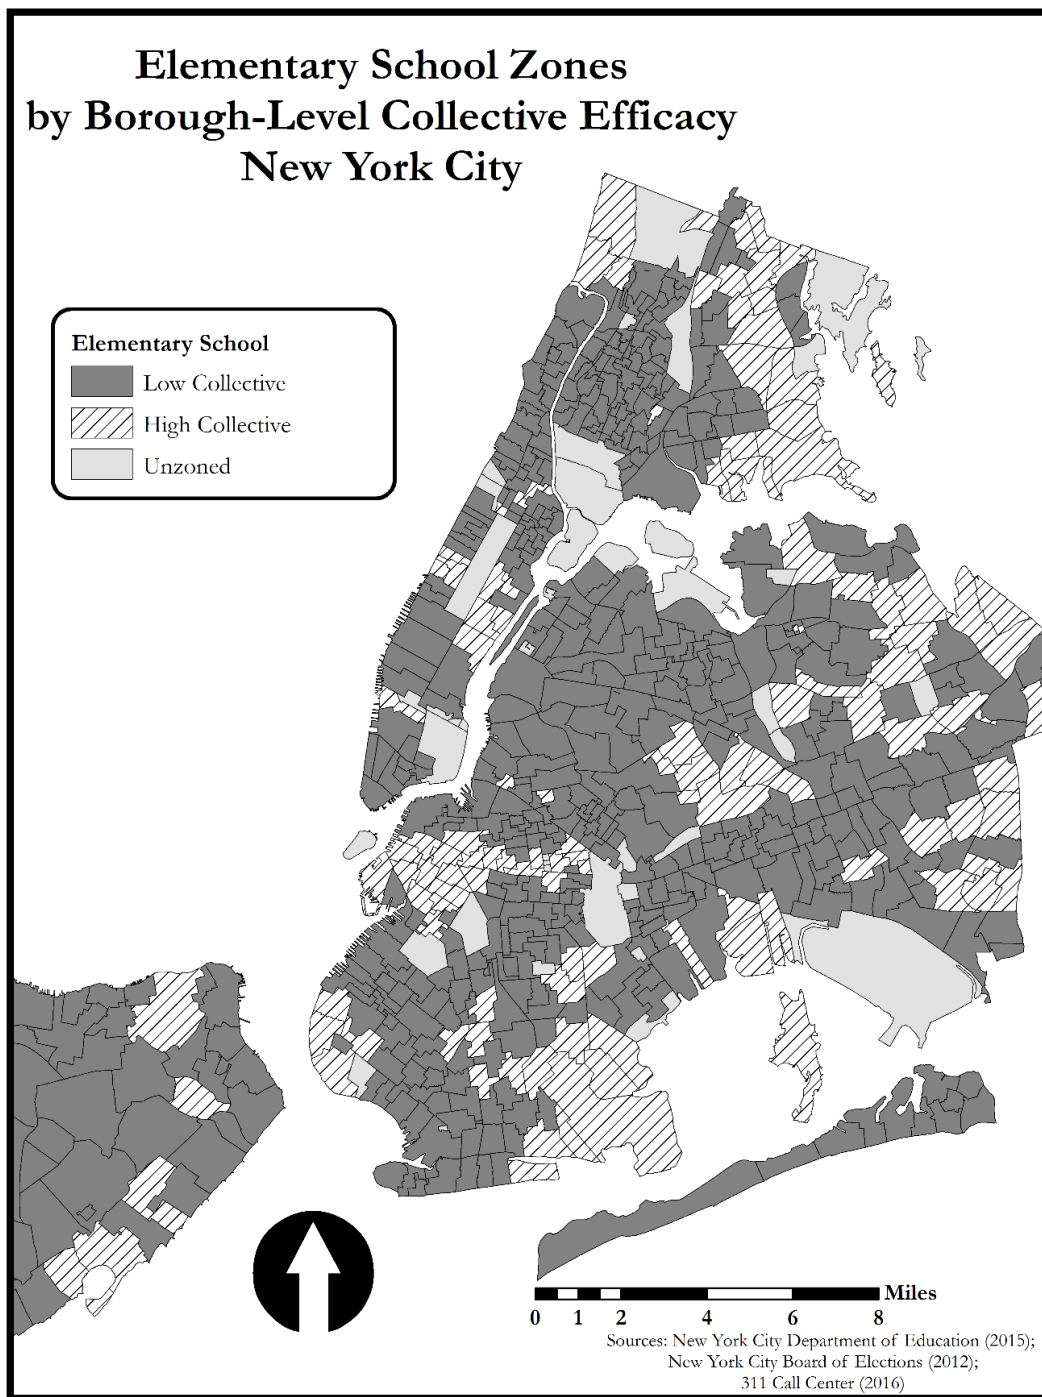 Elementary School Zones
by Borough-Level Collective Efficacy
New York City
Elementary School
Low Collective
High Collective
Unzoned
Miles
0 1 2 4 6 8
Sources: New York City Department of Education (2015);
New York City Board of Elections (2012);
311 Call Center (2016)